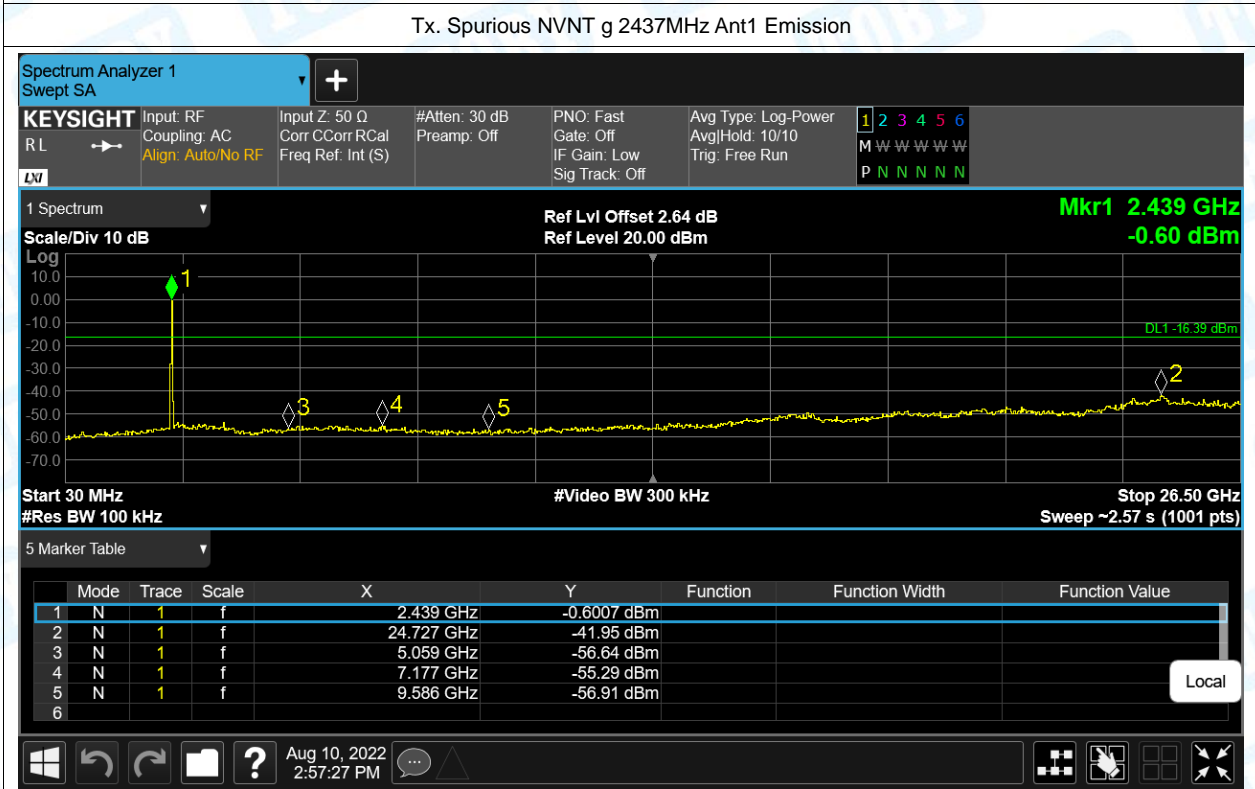 Tx. Spurious NVNT g 2437MHz Ant1 Emission
Spectrum Analyzer 1
Swept SA
KEYSIGHT
RL
LXI
Input: RF
Coupling: AC
Align: Auto/No RF
Input Z: 50 Ω
Corr CCorr RCal
Freq Ref: Int (S)
#Atten: 30 dB
Preamp: Off
PNO: Fast
Gate: Off
IF Gain: Low
Sig Track: Off
Avg Type: Log-Power
Avg|Hold: 10/10
Trig: Free Run
1 2 3 4 5 6
M W W W W W
P N N N N N
1 Spectrum
Scale/Div 10 dB
Ref Lvl Offset 2.64 dB
Ref Level 20.00 dBm
Mkr1 2.439 GHz
-0.60 dBm
Log
10.0
0.00
-10.0
-20.0
-30.0
-40.0
-50.0
-60.0
-70.0
1
DL1 -16.39 dBm
2
3
4
5
Start 30 MHz
#Res BW 100 kHz
#Video BW 300 kHz
Stop 26.50 GHz
Sweep ~2.57 s (1001 pts)
5 Marker Table
Mode Trace Scale X Y Function Function Width Function Value
1 N 1 f 2.439 GHz -0.6007 dBm
2 N 1 f 24.727 GHz -41.95 dBm
3 N 1 f 5.059 GHz -56.64 dBm
4 N 1 f 7.177 GHz -55.29 dBm
5 N 1 f 9.586 GHz -56.91 dBm
6
Local
?
Aug 10, 2022
2:57:27 PM